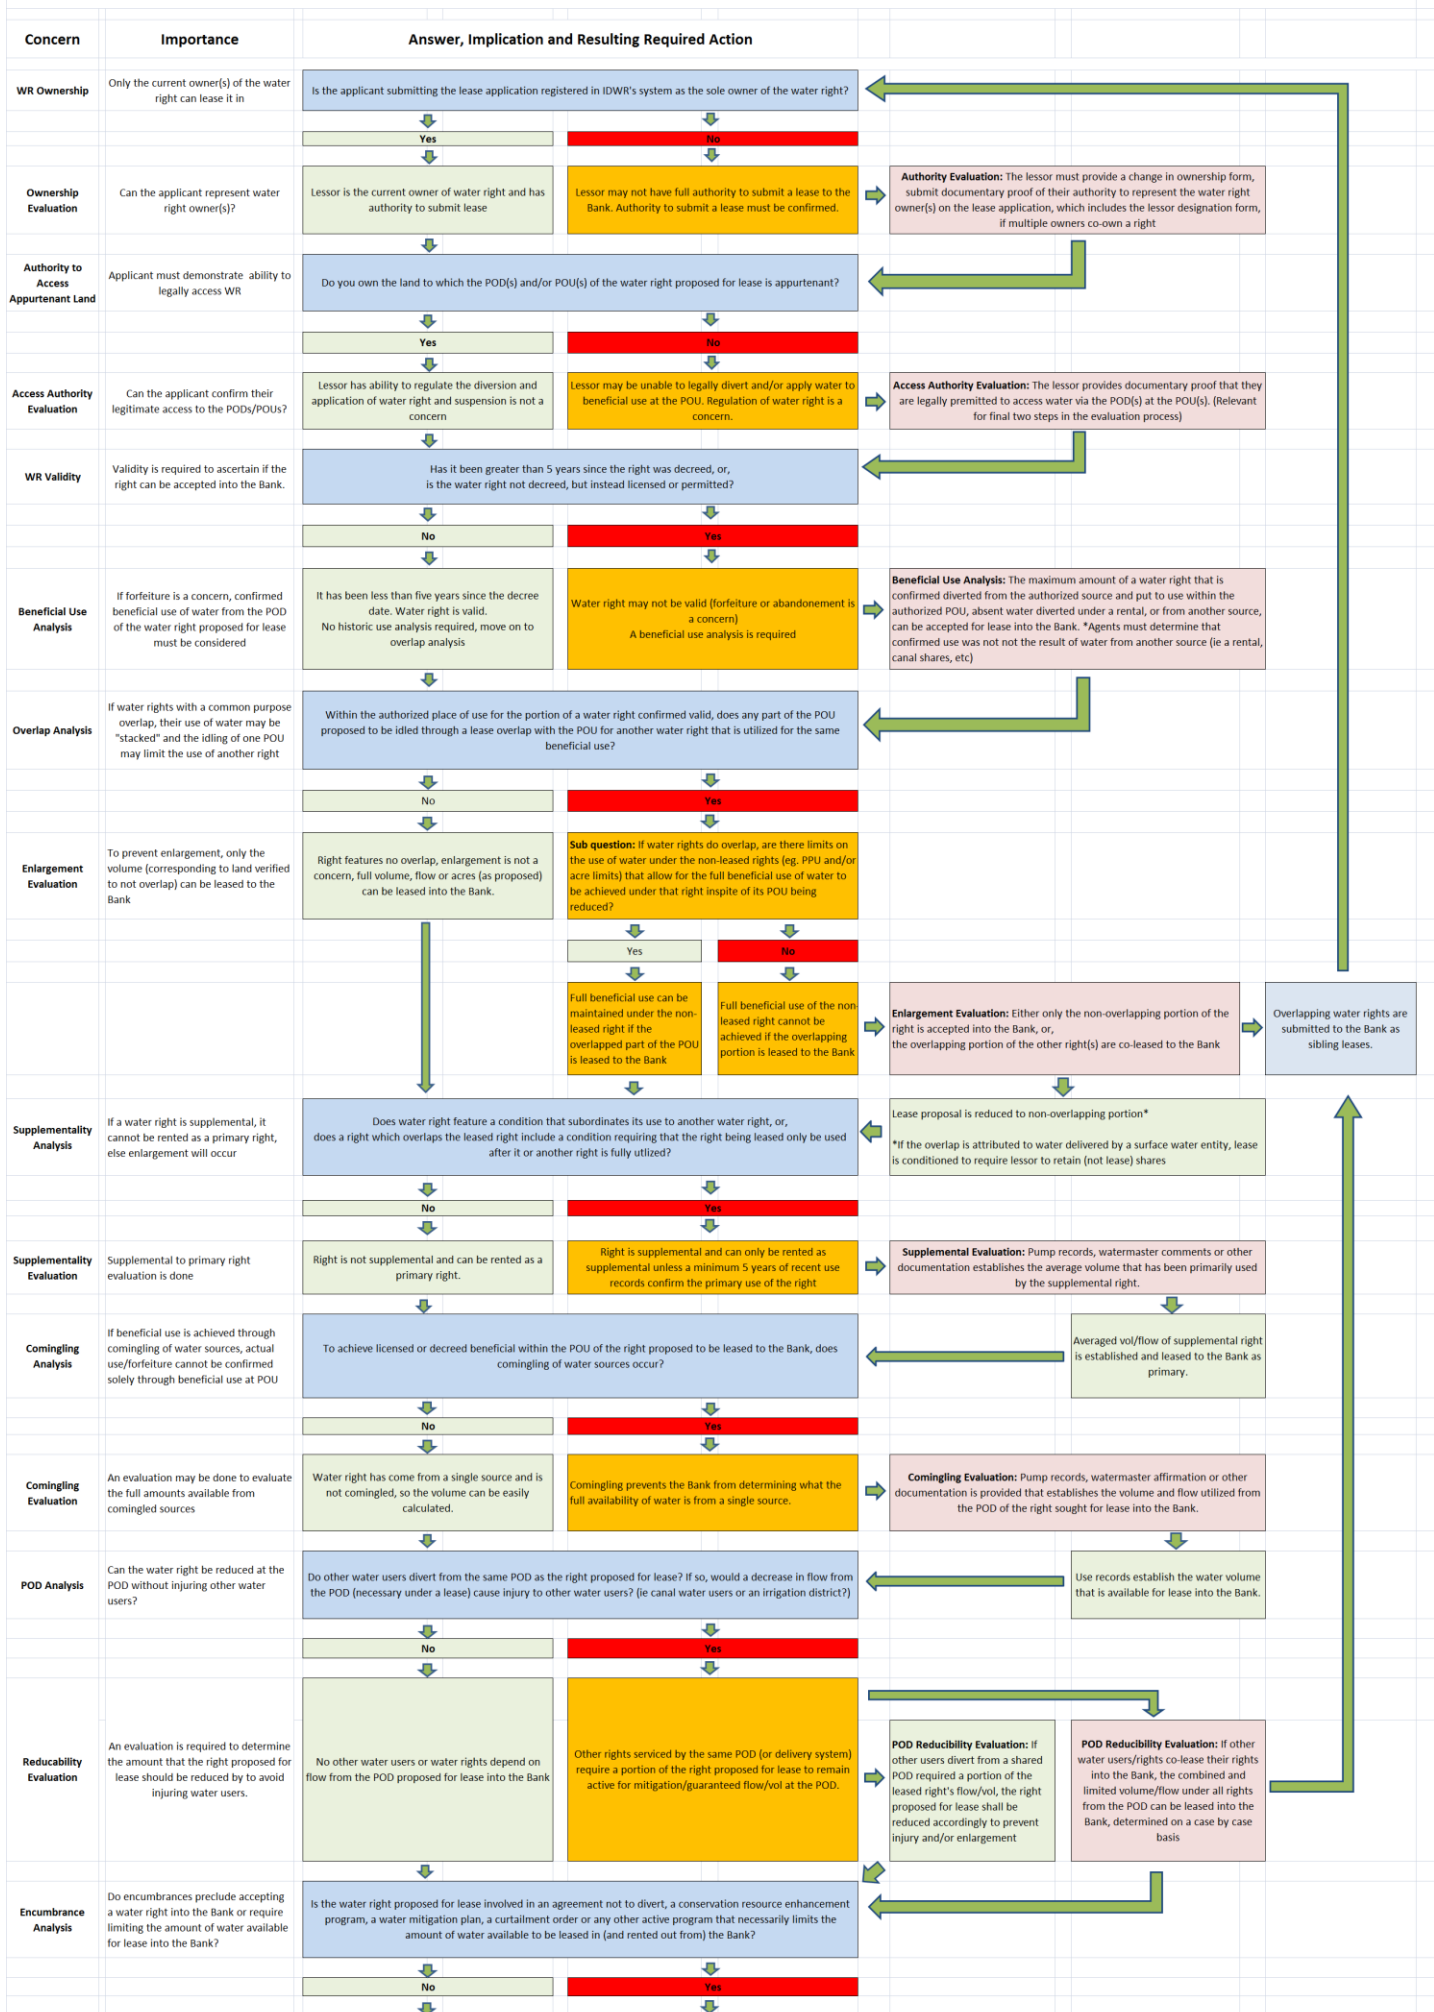 Concern
Importance
Answer, Implication and Resulting Required Action
WR Ownership
Only the current owner(s) of the water
right can lease it in
Is the applicant submitting the lease application registered in IDWR's system as the sole owner of the water right?
Yes
No
Ownership
Evaluation
Can the applicant represent water
right owner(s)?
Lessor is the current owner of water right and has
authority to submit lease
Lessor may not have full authority to submit a lease to the
Bank. Authority to submit a lease must be confirmed.
Authority Evaluation: The lessor must provide a change in ownership form,
submit documentary proof of their authority to represent the water right
owner(s) on the lease application, which includes the lessor designation form,
if multiple owners co-own a right
Authority to
Access
Appurtenant Land
Applicant must demonstrate ability to
legally access WR
Do you own the land to which the POD(s) and/or POU(s) of the water right proposed for lease is appurtenant?
Yes
No
Access Authority
Evaluation
Can the applicant confirm their
legitimate access to the PODs/POUs?
Lessor has ability to regulate the diversion and
application of water right and suspension is not a
concern
Lessor may be unable to legally divert and/or apply water to
beneficial use at the POU. Regulation of water right is a
concern.
Access Authority Evaluation: The lessor provides documentary proof that they
are legally premitted to access water via the POD(s) at the POU(s). (Relevant
for final two steps in the evaluation process)
WR Validity
Validity is required to ascertain if the
right can be accepted into the Bank.
Has it been greater than 5 years since the right was decreed, or,
is the water right not decreed, but instead licensed or permitted?
No
Yes
Beneficial Use
Analysis
If forfeiture is a concern, confirmed
beneficial use of water from the POD
of the water right proposed for lease
must be considered
It has been less than five years since the decree
date. Water right is valid.
No historic use analysis required, move on to
overlap analysis
Water right may not be valid (forfeiture or abandonement is
a concern)
A beneficial use analysis is required
Beneficial Use Analysis: The maximum amount of a water right that is
confirmed diverted from the authorized source and put to use within the
authorized POU, absent water diverted under a rental, or from another source,
can be accepted for lease into the Bank. *Agents must determine that
confirmed use was not not the result of water from another source (ie a rental,
canal shares, etc)
Overlap Analysis
If water rights with a common purpose
overlap, their use of water may be
"stacked" and the idling of one POU
may limit the use of another right
Within the authorized place of use for the portion of a water right confirmed valid, does any part of the POU
proposed to be idled through a lease overlap with the POU for another water right that is utilized for the same
beneficial use?
No
Yes
Enlargement
Evaluation
To prevent enlargement, only the
volume (corresponding to land verified
to not overlap) can be leased to the
Bank
Right features no overlap, enlargement is not a
concern, full volume, flow or acres (as proposed)
can be leased into the Bank.
Sub question: If water rights do overlap, are there limits
on the use of water under the non-leased rights (eg. PPU and/or
acre limits) that allow for the full beneficial use of water to
be achieved under that right inspite of its POU being
reduced?
Yes
No
Full beneficial use can be
maintained under the non-
leased right if the
overlapped part of the POU
is leased to the Bank
Full beneficial use of the non-
leased right cannot be
achieved if the overlapping
portion is leased to the Bank
Enlargement Evaluation: Either only the non-overlapping portion of the
right is accepted into the Bank, or,
the overlapping portion of the other right(s) are co-leased to the Bank
Overlapping water rights are
submitted to the Bank as
sibling leases.
Supplementality
Analysis
If a water right is supplemental, it
cannot be rented as a primary right,
else enlargement will occur
Does water right feature a condition that subordinates its use to another water right, or,
does a right which overlaps the leased right include a condition requiring that the right being leased only be used
after it or another right is fully utlized?
Lease proposal is reduced to non-overlapping portion*
*If the overlap is attributed to water delivered by a surface water entity, lease
is conditioned to require lessor to retain (not lease) shares
No
Yes
Supplementality
Evaluation
Supplemental to primary right
evaluation is done
Right is not supplemental and can be rented as a
primary right.
Right is supplemental and can only be rented as
supplemental unless a minimum 5 years of recent use
records confirm the primary use of the right
Supplemental Evaluation: Pump records, watermaster comments or other
documentation establishes the average volume that has been primarily used
by the supplemental right.
Comingling
Analysis
If beneficial use is achieved through
comingling of water sources, actual
use/forfeiture cannot be confirmed
solely through beneficial use at POU
To achieve licensed or decreed beneficial within the POU of the right proposed to be leased to the Bank, does
comingling of water sources occur?
Averaged vol/flow of supplemental right
is established and leased to the Bank as
primary.
No
Yes
Comingling
Evaluation
An evaluation may be done to evaluate
the full amounts available from
comingled sources
Water right has come from a single source and is
not comingled, so the volume can be easily
calculated.
Comingling prevents the Bank from determining what the
full availability of water is from a single source.
Comingling Evaluation: Pump records, watermaster affirmation or other
documentation is provided that establishes the volume and flow utilized from
the POD of the right sought for lease into the Bank.
POD Analysis
Can the water right be reduced at the
POD without injuring other water
users?
Do other water users divert from the same POD as the right proposed for lease? If so, would a decrease in flow from
the POD (necessary under a lease) cause injury to other water users? (ie canal water users or an irrigation district?)
Use records establish the water volume
that is available for lease into the Bank.
No
Yes
Reducability
Evaluation
An evaluation is required to determine
the amount that the right proposed for
lease should be reduced by to avoid
injuring water users.
No other water users or water rights depend on
flow from the POD proposed for lease into the Bank
Other rights serviced by the same POD (or delivery system)
require a portion of the right proposed for lease to remain
active for mitigation/guaranteed flow/vol at the POD.
POD Reducibility Evaluation: If
other users divert from a shared
POD required a portion of the
leased right's flow/vol, the right
proposed for lease shall be
reduced accordingly to prevent
injury and/or enlargement
POD Reducibility Evaluation: If other
water users/rights co-lease their rights
into the Bank, the combined and
limited volume/flow under all rights
from the POD can be leased into the
Bank, determined on a case by case
basis
Encumbrance
Analysis
Do encumbrances preclude accepting
a water right into the Bank or require
limiting the amount of water available
for lease into the Bank?
Is the water right proposed for lease involved in an agreement not to divert, a conservation resource enhancement
program, a water mitigation plan, a curtailment order or any other active program that necessarily limits the
amount of water available to be leased in (and rented out from) the Bank?
No
Yes